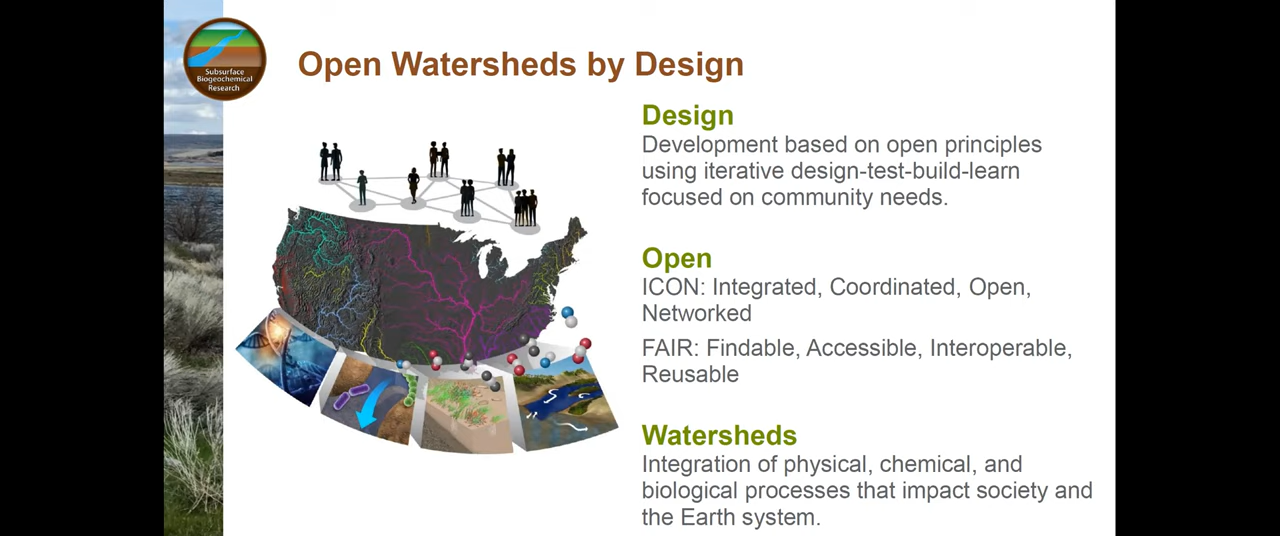 Subsurface
Biogeochemical
Research
Open Watersheds by Design
Design
Development based on open principles
using iterative design-test-build-learn
focused on community needs.
Open
ICON: Integrated, Coordinated, Open,
Networked
FAIR: Findable, Accessible, Interoperable,
Reusable
Watersheds
Integration of physical, chemical, and
biological processes that impact society and
the Earth system.